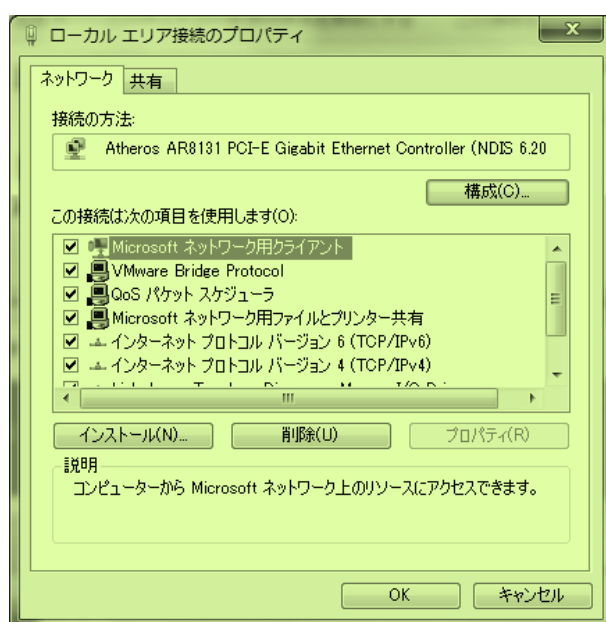 ローカル エリア接続のプロパティ
ネットワーク 共有
接続の方法:
Atheros AR8131 PCI-E Gigabit Ethernet Controller (NDIS 6.20
構成(C)...
この接続は次の項目を使用します(O):
Microsoft ネットワーク用クライアント
VMware Bridge Protocol
QoS パケット スケジューラ
Microsoft ネットワーク用ファイルとプリンター共有
インターネット プロトコル バージョン 6 (TCP/IPv6)
インターネット プロトコル バージョン 4 (TCP/IPv4)
インストール(N)... 削除(U) プロパティ(R)
説明
コンピューターから Microsoft ネットワーク上のリソースにアクセスできます。
OK キャンセル